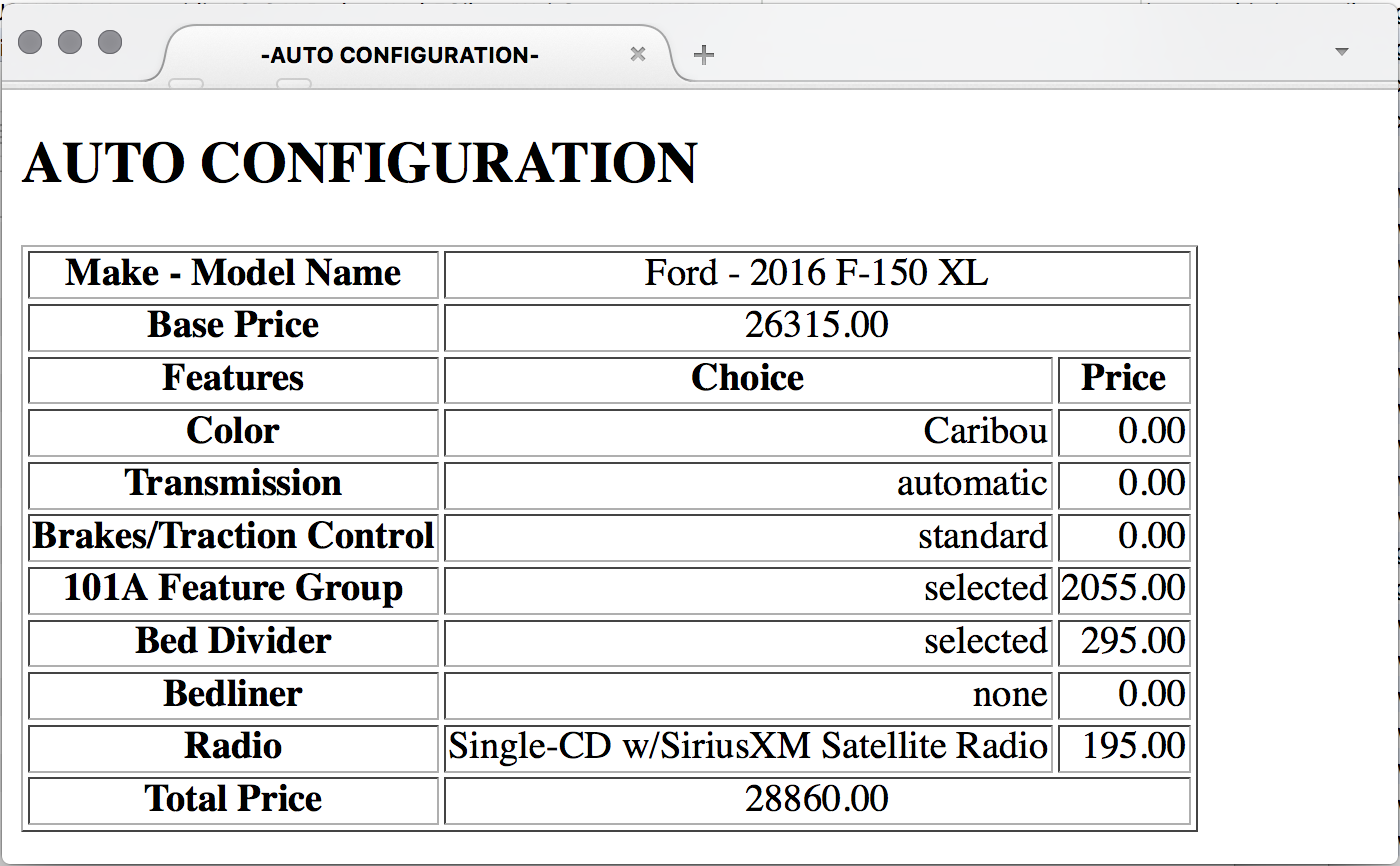 -AUTO CONFIGURATION-
AUTO CONFIGURATION
Make - Model Name Ford - 2016 F-150 XL
Base Price 26315.00
Features Choice Price
Color Caribou 0.00
Transmission automatic 0.00
Brakes/Traction Control standard 0.00
101A Feature Group selected 2055.00
Bed Divider selected 295.00
Bedliner none 0.00
Radio Single-CD w/SiriusXM Satellite Radio 195.00
Total Price 28860.00